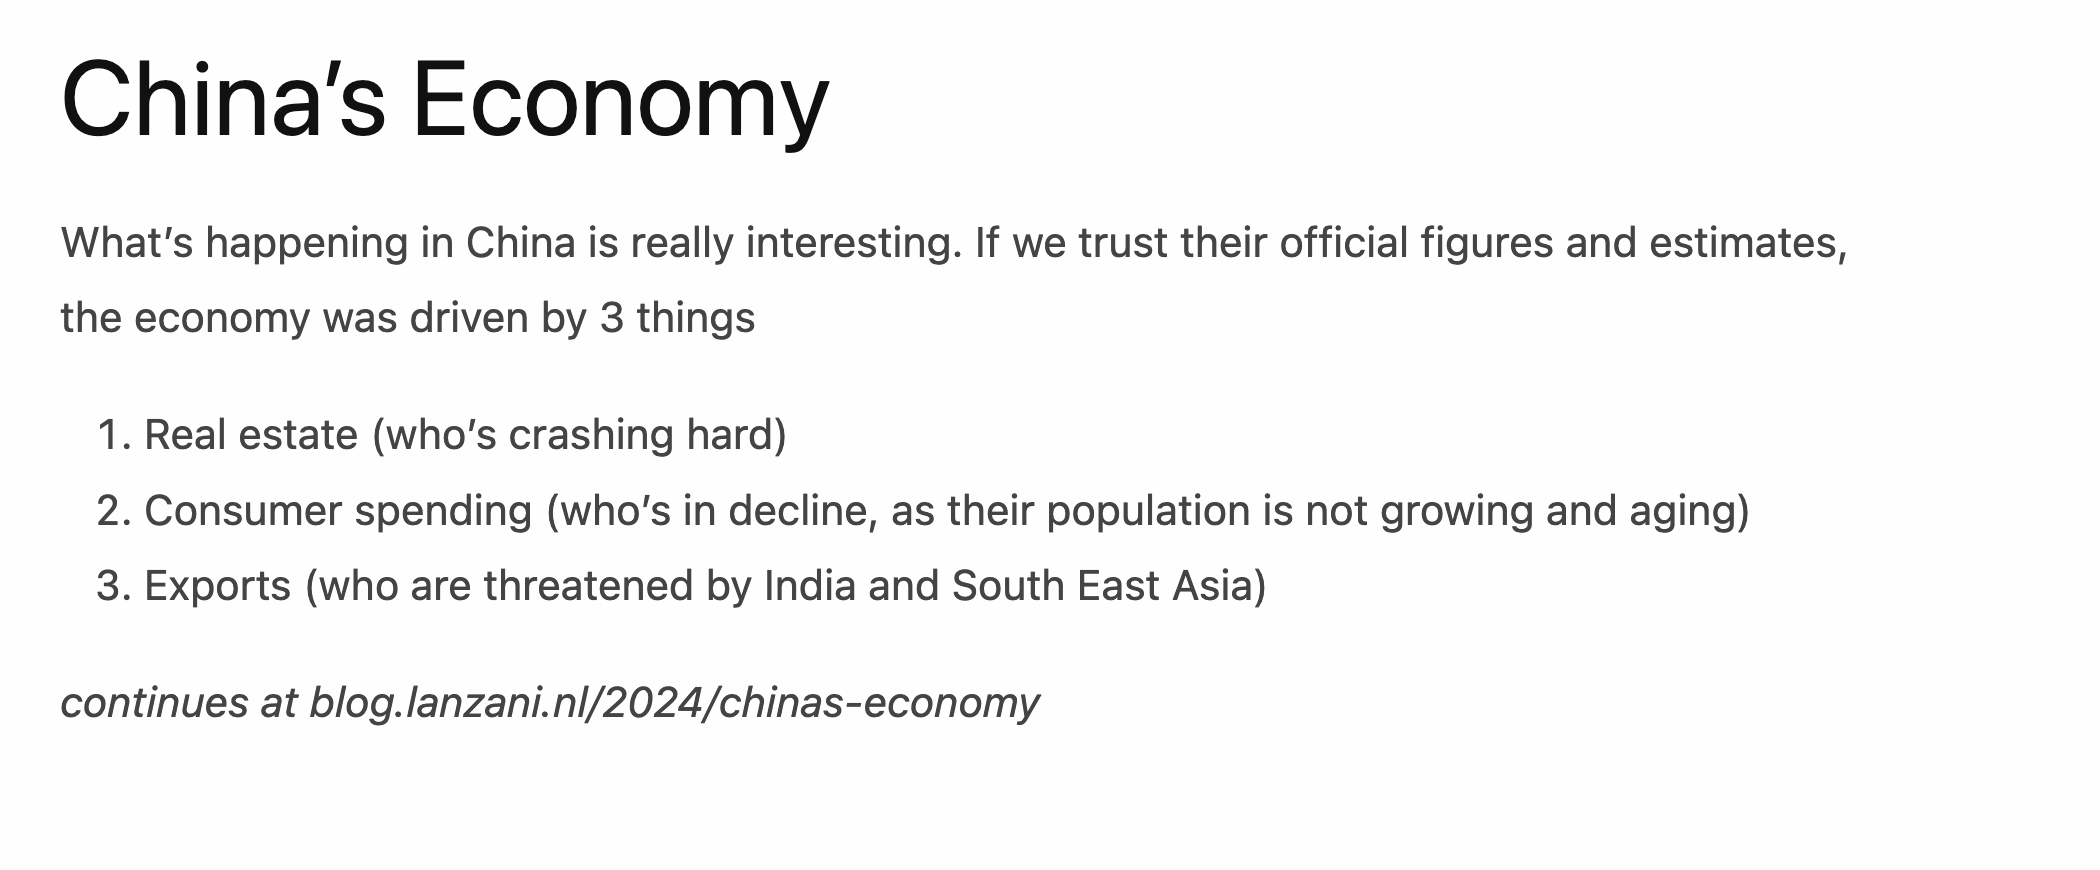 China’s Economy
What’s happening in China is really interesting. If we trust their official figures and estimates,
the economy was driven by 3 things
1. Real estate (who’s crashing hard)
2. Consumer spending (who’s in decline, as their population is not growing and aging)
3. Exports (who are threatened by India and South East Asia)
continues at blog.lanzani.nl/2024/chinas-economy